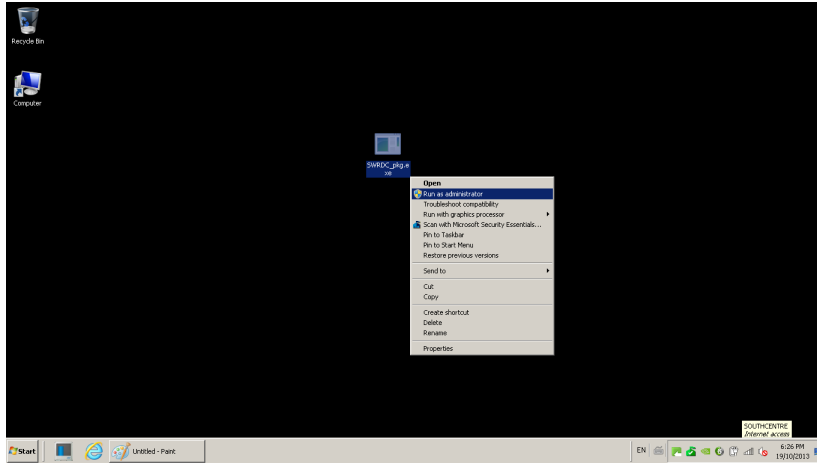 Recycle Bin
Computer
SWRDC_pkg.e
xe
Open
Run as administrator
Troubleshoot compatibility
Run with graphics processor
Scan with Microsoft Security Essentials...
Pin to Taskbar
Pin to Start Menu
Restore previous versions
Send to
Cut
Copy
Create shortcut
Delete
Rename
Properties
SOUTHCENTRE
Internet access
Start
Untitled - Paint
EN
6:26 PM
19/10/2013